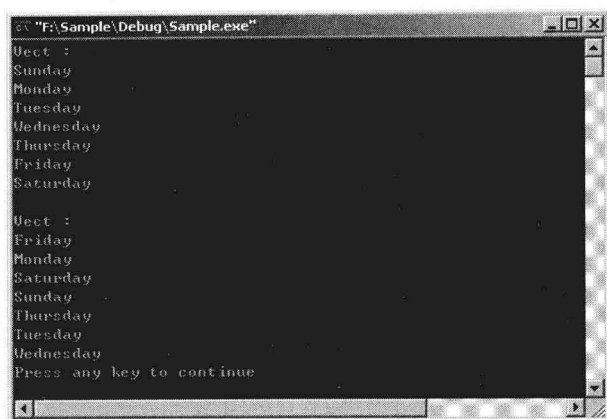 "F:\Sample\Debug\Sample.exe"
Vect :
Sunday
Monday
Tuesday
Wednesday
Thursday
Friday
Saturday
Vect :
Friday
Monday
Saturday
Sunday
Thursday
Tuesday
Wednesday
Press any key to continue